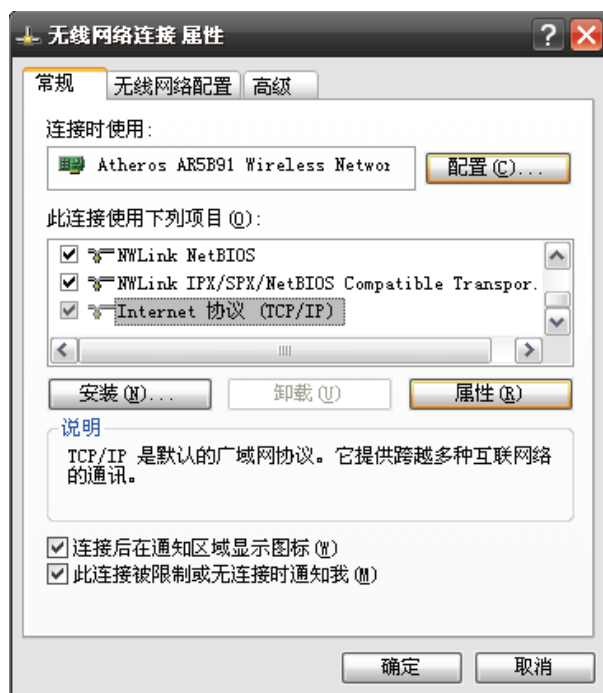 无线网络连接 属性
常规 无线网络配置 高级
连接时使用:
Atheros AR5B91 Wireless Networ
配置(C)...
此连接使用下列项目(O):
NWLink NetBIOS
NWLink IPX/SPX/NetBIOS Compatible Transpor.
Internet 协议 (TCP/IP)
安装(N)... 卸载(U) 属性(R)
说明
TCP/IP 是默认的广域网协议。它提供跨越多种互联网络
的通讯。
连接后在通知区域显示图标(W)
此连接被限制或无连接时通知我(M)
确定 取消